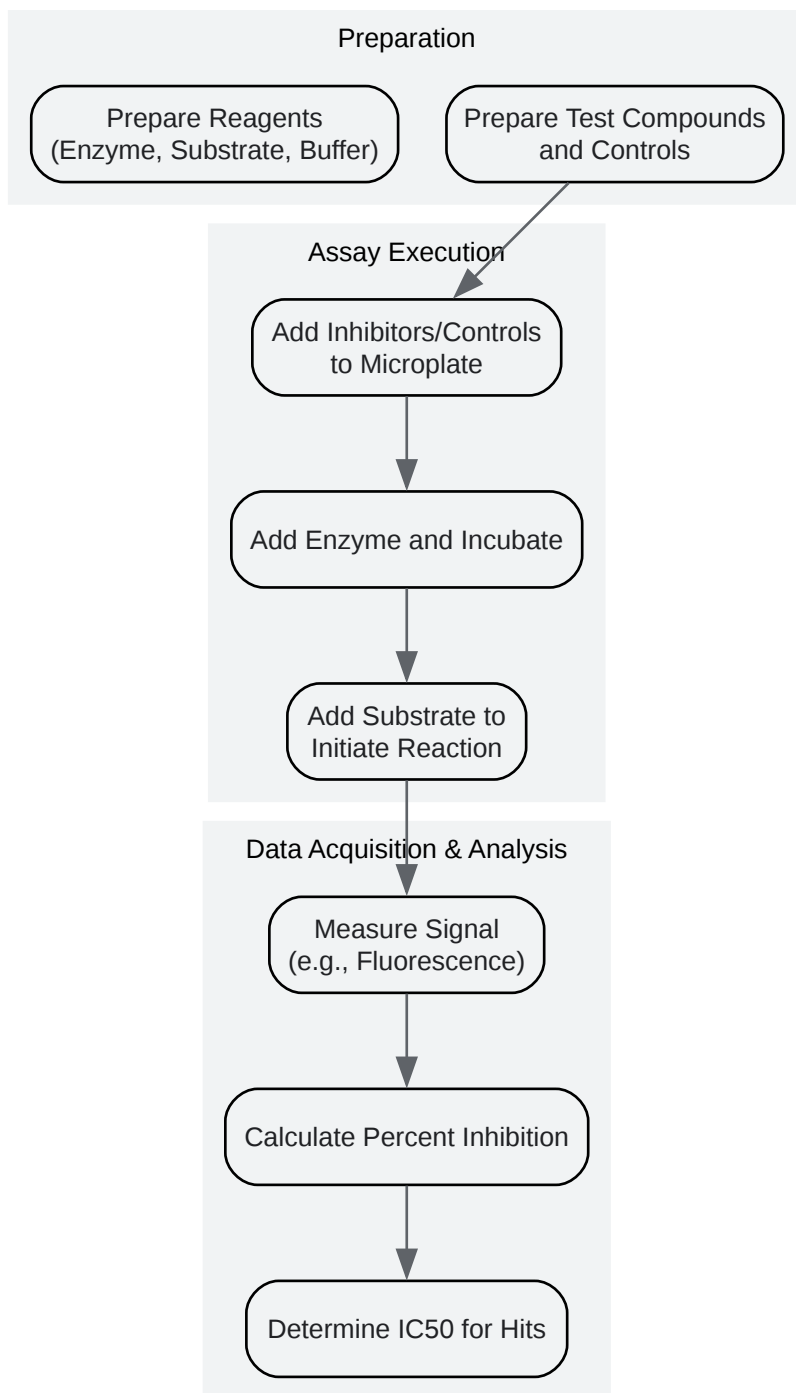 Preparation
Prepare Reagents
(Enzyme, Substrate, Buffer)
Prepare Test Compounds
and Controls
Assay Execution
Add Inhibitors/Controls
to Microplate
Add Enzyme and Incubate
Add Substrate to
Initiate Reaction
Data Acquisition & Analysis
Measure Signal
(e.g., Fluorescence)
Calculate Percent Inhibition
Determine IC50 for Hits